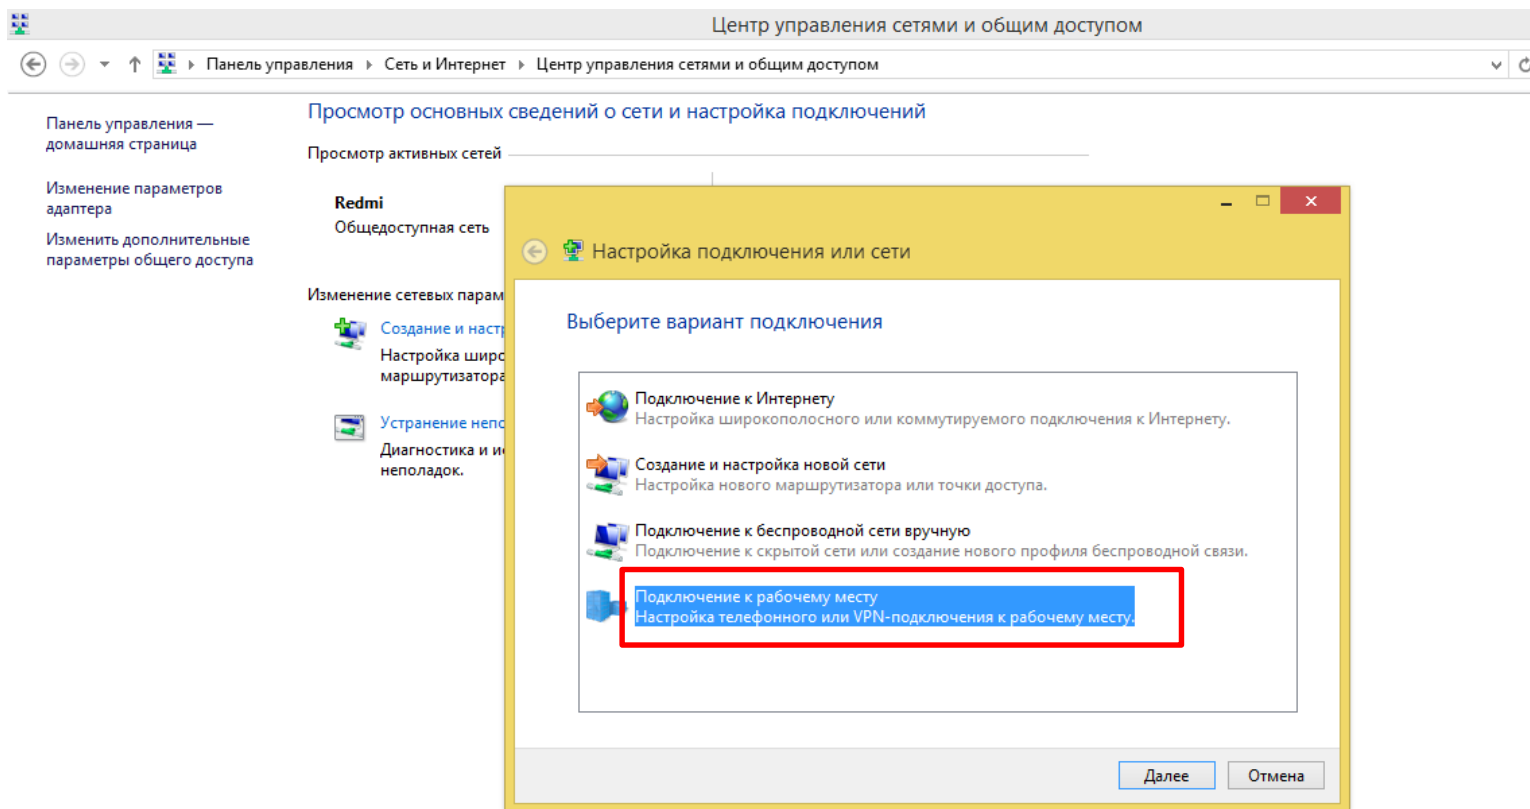 Центр управления сетями и общим доступом
Панель управления
Сеть и Интернет
Центр управления сетями и общим доступом
Панель управления —
домашняя страница
Изменение параметров
адаптера
Изменить дополнительные
параметры общего доступа
Просмотр основных сведений о сети и настройка подключений
Просмотр активных сетей
Redmi
Общедоступная сеть
Изменение сетевых парам
Создание и наст
Настройка широ
маршрутизатора
Устранение непо
Диагностика и и
неполадок.
Настройка подключения или сети
Выберите вариант подключения
Подключение к Интернету
Настройка широкополосного или коммутируемого подключения к Интернету.
Создание и настройка новой сети
Настройка нового маршрутизатора или точки доступа.
Подключение к беспроводной сети вручную
Подключение к скрытой сети или создание нового профиля беспроводной связи.
Подключение к рабочему месту
Настройка телефонного или VPN-подключения к рабочему месту.
Далее
Отмена